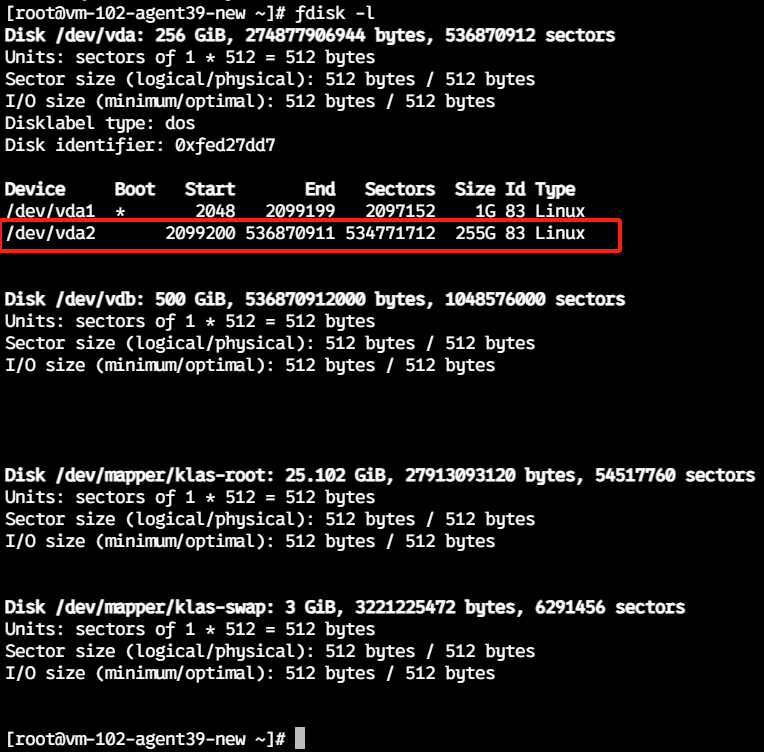 [root@vm-102-agent39-new ~]# fdisk -l
Disk /dev/vda: 256 GiB, 274877906944 bytes, 536870912 sectors
Units: sectors of 1 * 512 = 512 bytes
Sector size (logical/physical): 512 bytes / 512 bytes
I/O size (minimum/optimal): 512 bytes / 512 bytes
Disklabel type: dos
Disk identifier: 0xfed27dd7
Device     Boot   Start       End   Sectors  Size Id Type
/dev/vda1  *       2048   2099199   2097152    1G 83 Linux
/dev/vda2       2099200 536870911 534771712  255G 83 Linux
Disk /dev/vdb: 500 GiB, 536870912000 bytes, 1048576000 sectors
Units: sectors of 1 * 512 = 512 bytes
Sector size (logical/physical): 512 bytes / 512 bytes
I/O size (minimum/optimal): 512 bytes / 512 bytes
Disk /dev/mapper/klas-root: 25.102 GiB, 27913093120 bytes, 54517760 sectors
Units: sectors of 1 * 512 = 512 bytes
Sector size (logical/physical): 512 bytes / 512 bytes
I/O size (minimum/optimal): 512 bytes / 512 bytes
Disk /dev/mapper/klas-swap: 3 GiB, 3221225472 bytes, 6291456 sectors
Units: sectors of 1 * 512 = 512 bytes
Sector size (logical/physical): 512 bytes / 512 bytes
I/O size (minimum/optimal): 512 bytes / 512 bytes
[root@vm-102-agent39-new ~]#